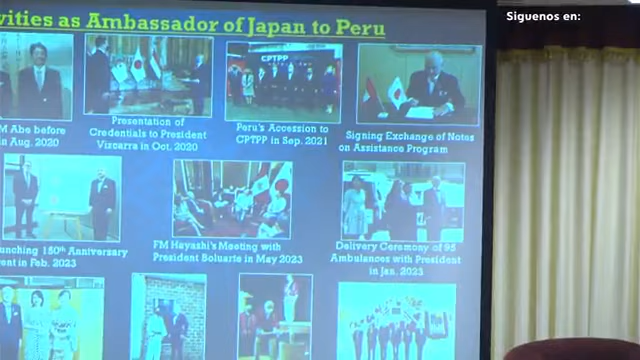 vities as Ambassador of Japan to Peru
Siguenos en:
CPTPP
M Abe before
in Aug. 2020
Presentation of
Credentials to President
Vizcarra in Oct. 2020
Peru's Accession to
CPTPP in Sep. 2021
Signing Exchange of Notes
on Assistance Program
unching 150th Anniversary
ent in Feb. 2023
FM Hayashi's Meeting with
President Boluarte in May 2023
Delivery Ceremony of 95
Ambulances with President
in Jan. 2023